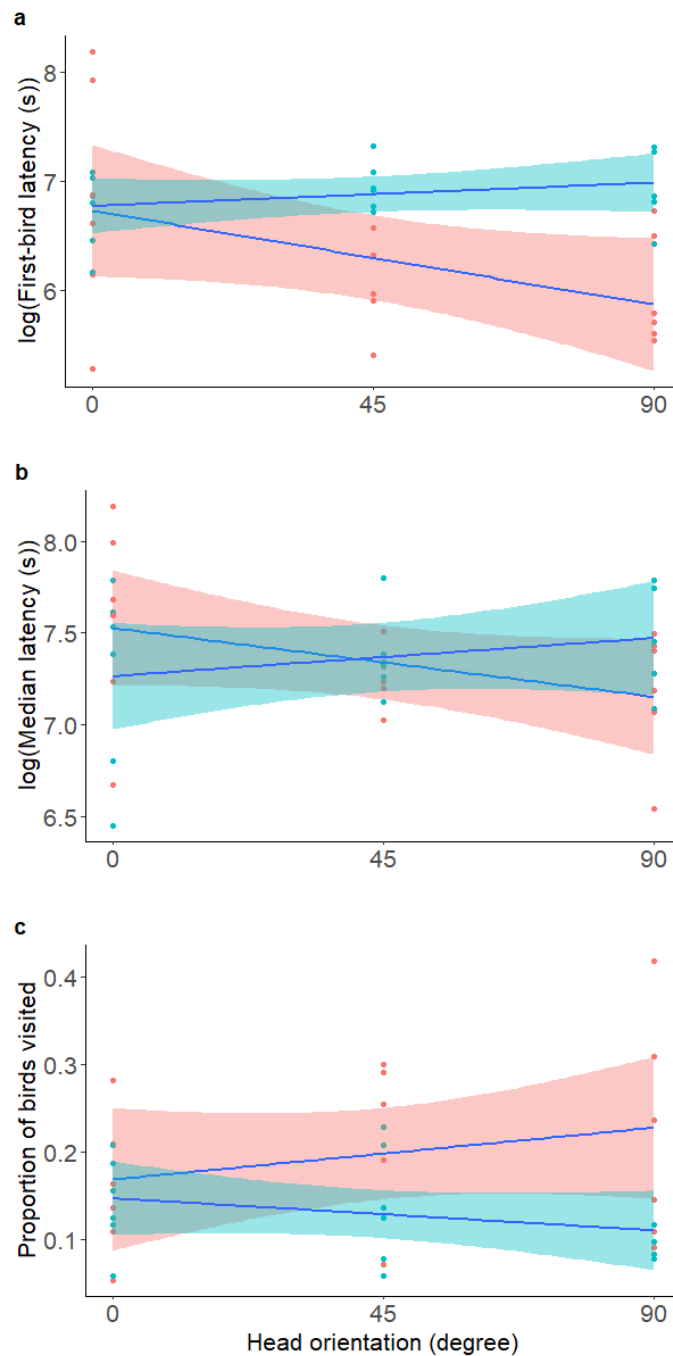 a
log(First-bird latency (s))
8
7
6
0 45 90
b
log(Median latency (s))
8.0
7.5
7.0
6.5
0 45 90
c
Proportion of birds visited
0.4
0.3
0.2
0.1
0 45 90
Head orientation (degree)